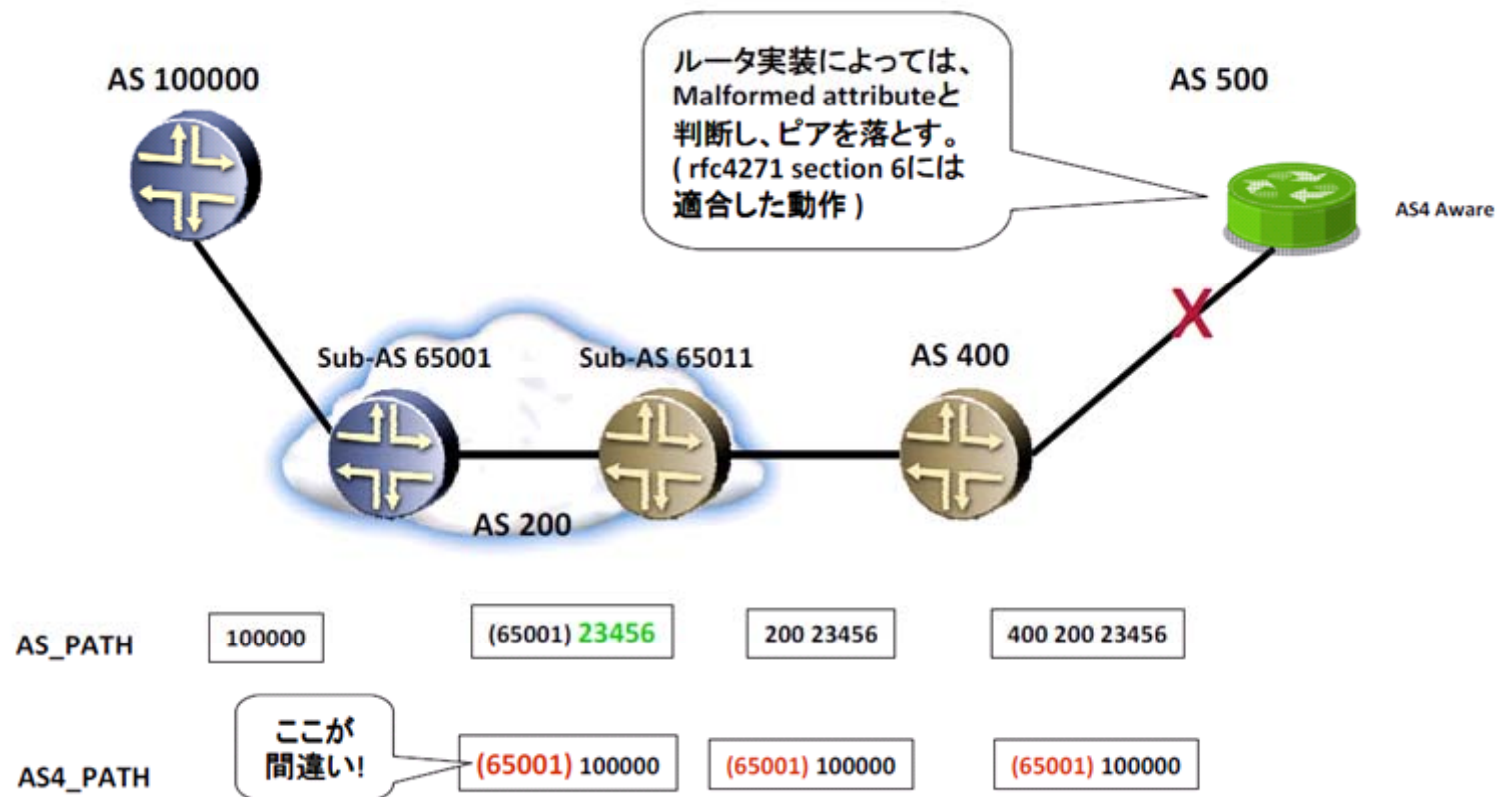 AS 100000
ルータ実装によっては、
Malformed attributeと
判断し、ピアを落とす。
( rfc4271 section 6には
適合した動作 )
AS 500
AS4 Aware
X
Sub-AS 65001
Sub-AS 65011
AS 400
AS 200
AS_PATH
100000
(65001) 23456
200 23456
400 200 23456
ここが
間違い!
AS4_PATH
(65001) 100000
(65001) 100000
(65001) 100000